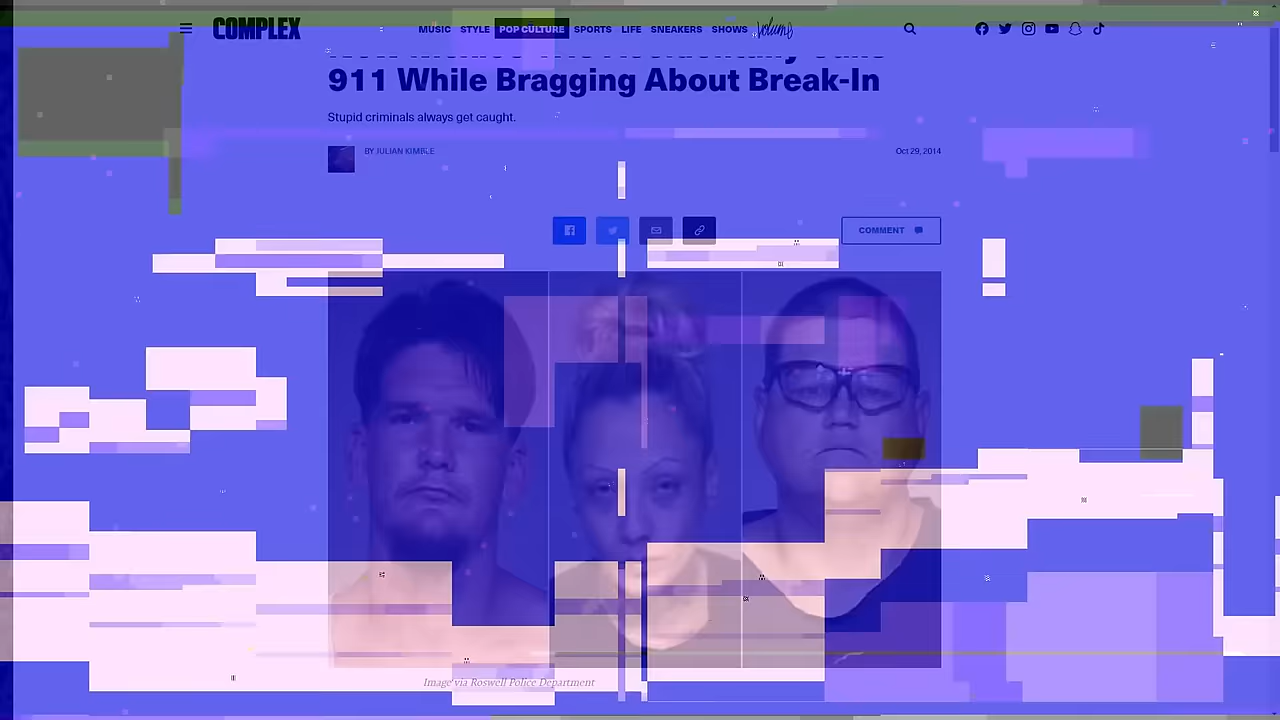 COMPLEX
MUSIC STYLE POP CULTURE SPORTS LIFE SNEAKERS SHOWS Volume
911 While Bragging About Break-In
Stupid criminals always get caught.
BY JULIAN KIMBLE
Oct 29, 2014
COMMENT
Image via Roswell Police Department